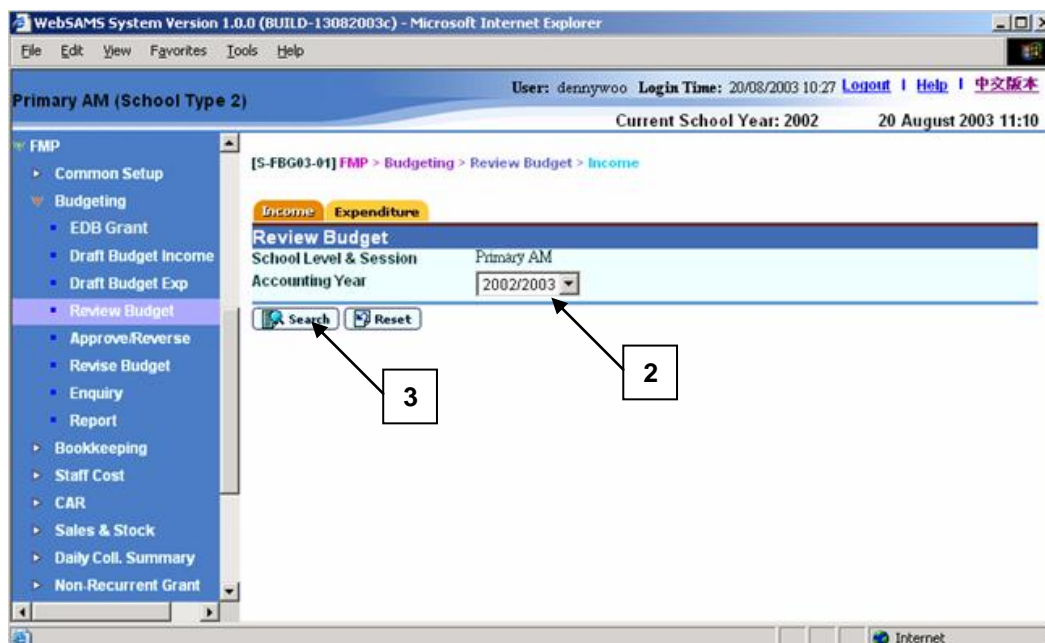 WebSAMS System Version 1.0.0 (BUILD-13082003c) - Microsoft Internet Explorer
File Edit View Favorites Tools Help
Primary AM (School Type 2)
User: dennywoo Login Time: 20/08/2003 10:27 Logout | Help | 中文版本
Current School Year: 2002 20 August 2003 11:10
FMP
Common Setup
Budgeting
EDB Grant
Draft Budget Income
Draft Budget Exp
Review Budget
Approve/Reverse
Revise Budget
Enquiry
Report
Bookkeeping
Staff Cost
CAR
Sales & Stock
Daily Coll. Summary
Non-Recurrent Grant
[S-FBG03-01] FMP > Budgeting > Review Budget > Income
Income Expenditure
Review Budget
School Level & Session Primary AM
Accounting Year 2002/2003
Search Reset
2
3
Internet